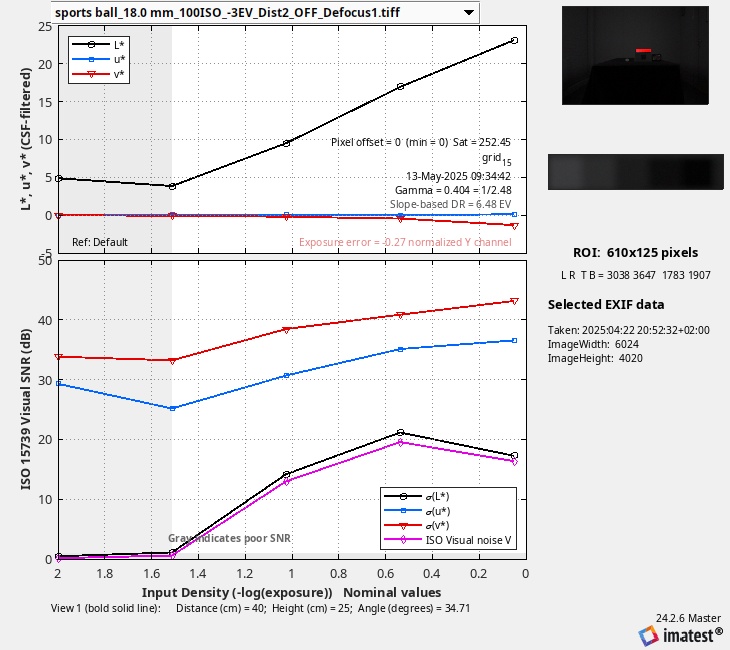 sports ball_18.0 mm_100ISO_-3EV_Dist2_OFF_Defocus1.tiff
25
20
15
10
5
0
-5
L*, u*, v* (CSF-filtered)
L*
u*
v*
Pixel offset = 0 (min = 0) Sat = 252.45
grid15
13-May-2025 09:34:42
Gamma = 0.404 = 1/2.48
Slope-based DR = 6.48 EV
Ref: Default
Exposure error = -0.27 normalized Y channel
50
40
30
20
10
0
ISO 15739 Visual SNR (dB)
Gray indicates poor SNR
σ(L*)
σ(u*)
σ(v*)
ISO Visual noise V
2 1.8 1.6 1.4 1.2 1 0.8 0.6 0.4 0.2 0
Input Density (-log(exposure)) Nominal values
View 1 (bold solid line): Distance (cm) = 40; Height (cm) = 25; Angle (degrees) = 34.71
ROI: 610x125 pixels
L R T B = 3038 3647 1783 1907
Selected EXIF data
Taken: 2025:04:22 20:52:32+02:00
ImageWidth: 6024
ImageHeight: 4020
24.2.6 Master
imatest®